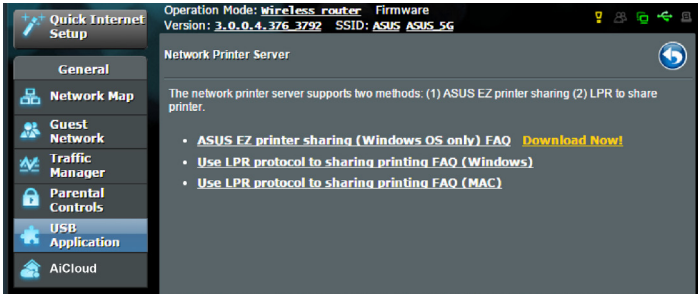 Quick Internet
Setup
General
Network Map
Guest
Network
Traffic
Manager
Parental
Controls
USB
Application
AiCloud
Operation Mode: Wireless router Firmware
Version: 3.0.0.4.376_3792 SSID: ASUS ASUS_5G
Network Printer Server
The network printer server supports two methods: (1) ASUS EZ printer sharing (2) LPR to share
printer.
• ASUS EZ printer sharing (Windows OS only) FAQ Download Now!
• Use LPR protocol to sharing printing FAQ (Windows)
• Use LPR protocol to sharing printing FAQ (MAC)